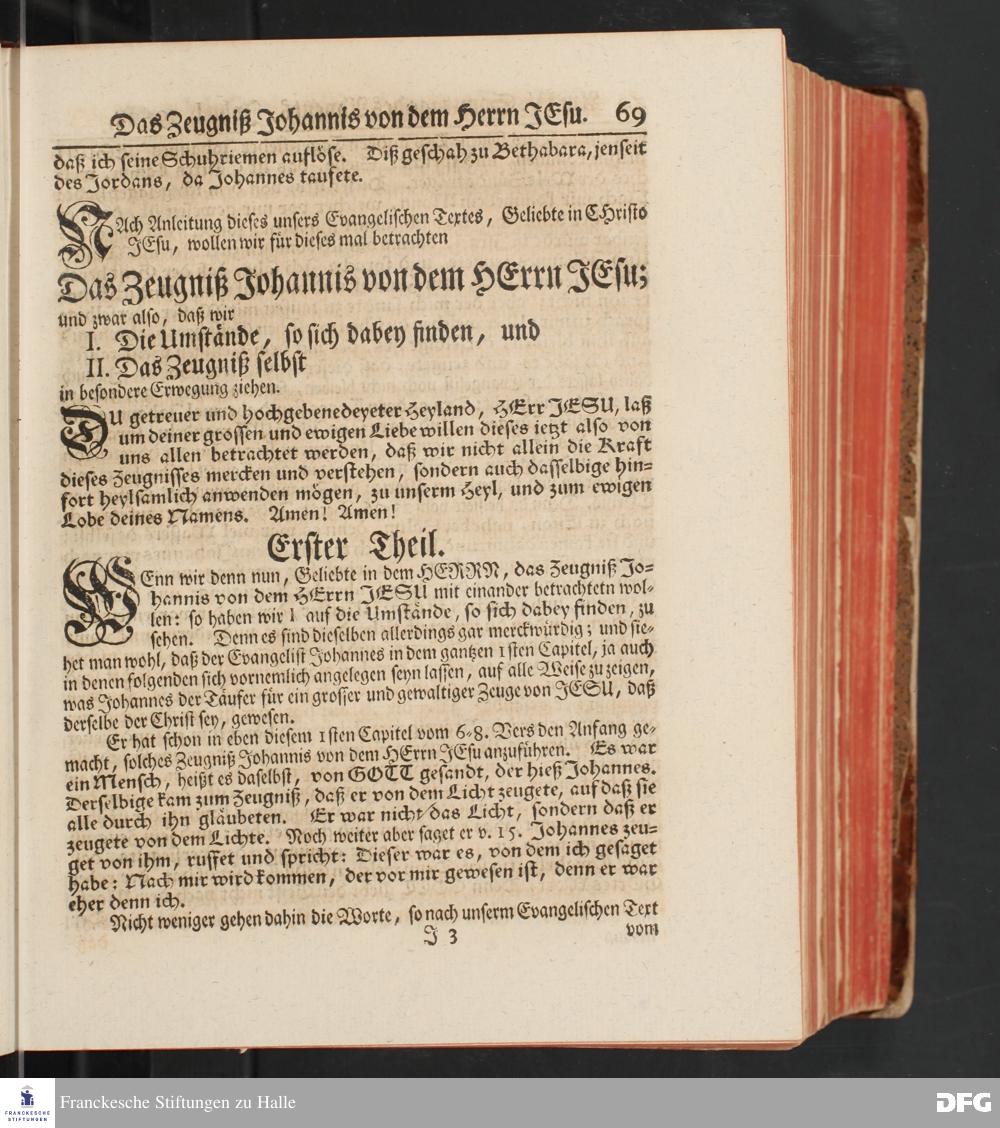 Das Zeugniß Johannis von dem Herrn JEsu. 69
daß ich seine Schuhriemen auflöse. Diß geschah zu Bethabara, jenseit
des Jordans, da Johannes taufete.
NAch Anleitung dieses unsers Evangelischen Textes, Geliebte in CHristo
JEsu, wollen wir für dieses mal betrachten
Das Zeugniß Johannis von dem HErrn JEsu;
und zwar also, daß wir
I. Die Umstände, so sich dabey finden, und
II. Das Zeugniß selbst
in besondere Erwegung ziehen.
DU getreuer und hochgebenedeyeter Heyland, HErr JESU, laß
um deiner grossen und ewigen Liebe willen dieses ietzt also von
uns allen betrachtet werden, daß wir nicht allein die Kraft
dieses Zeugnisses mercken und verstehen, sondern auch dasselbige hin=
fort heylsamlich anwenden mögen, zu unserm Heyl, und zum ewigen
Lobe deines Namens. Amen! Amen!
Erster Theil.
WEnn wir denn nun, Geliebte in dem HERRN, das Zeugniß Jo=
hannis von dem HErrn JESU mit einander betrachtetn wol=
len: so haben wir I auf die Umstände, so sich dabey finden, zu
sehen. Denn es sind dieselben allerdings gar merckwürdig; und sie=
het man wohl, daß der Evangelist Johannes in dem gantzen 1sten Capitel, ja auch
in denen folgenden sich vornemlich angelegen seyn lassen, auf alle Weise zu zeigen,
was Johannes der Täufer für ein grosser und gewaltiger Zeuge von JESU, daß
derselbe der Christ sey, gewesen.
Er hat schon in eben diesem 1sten Capitel vom 6=8. Vers den Anfang ge=
macht, solches Zeugniß Johannis von dem HErrn JEsu anzuführen. Es war
ein Mensch, heißt es daselbst, von GOTT gesandt, der hieß Johannes.
Derselbige kam zum Zeugniß, daß er von dem Licht zeugete, auf daß sie
alle durch ihn gläubeten. Er war nicht das Licht, sondern daß er
zeugete von dem Lichte. Noch weiter aber saget er v. 15. Johannes zeu=
get von ihm, ruffet und spricht: Dieser war es, von dem ich gesaget
habe: Nach mir wird kommen, der vor mir gewesen ist, denn er war
eher denn ich.
Nicht weniger gehen dahin die Worte, so nach unserm Evangelischen Text
J 3 vom
FRANCKESCHE STIFTUNGEN
Franckesche Stiftungen zu Halle
DFG